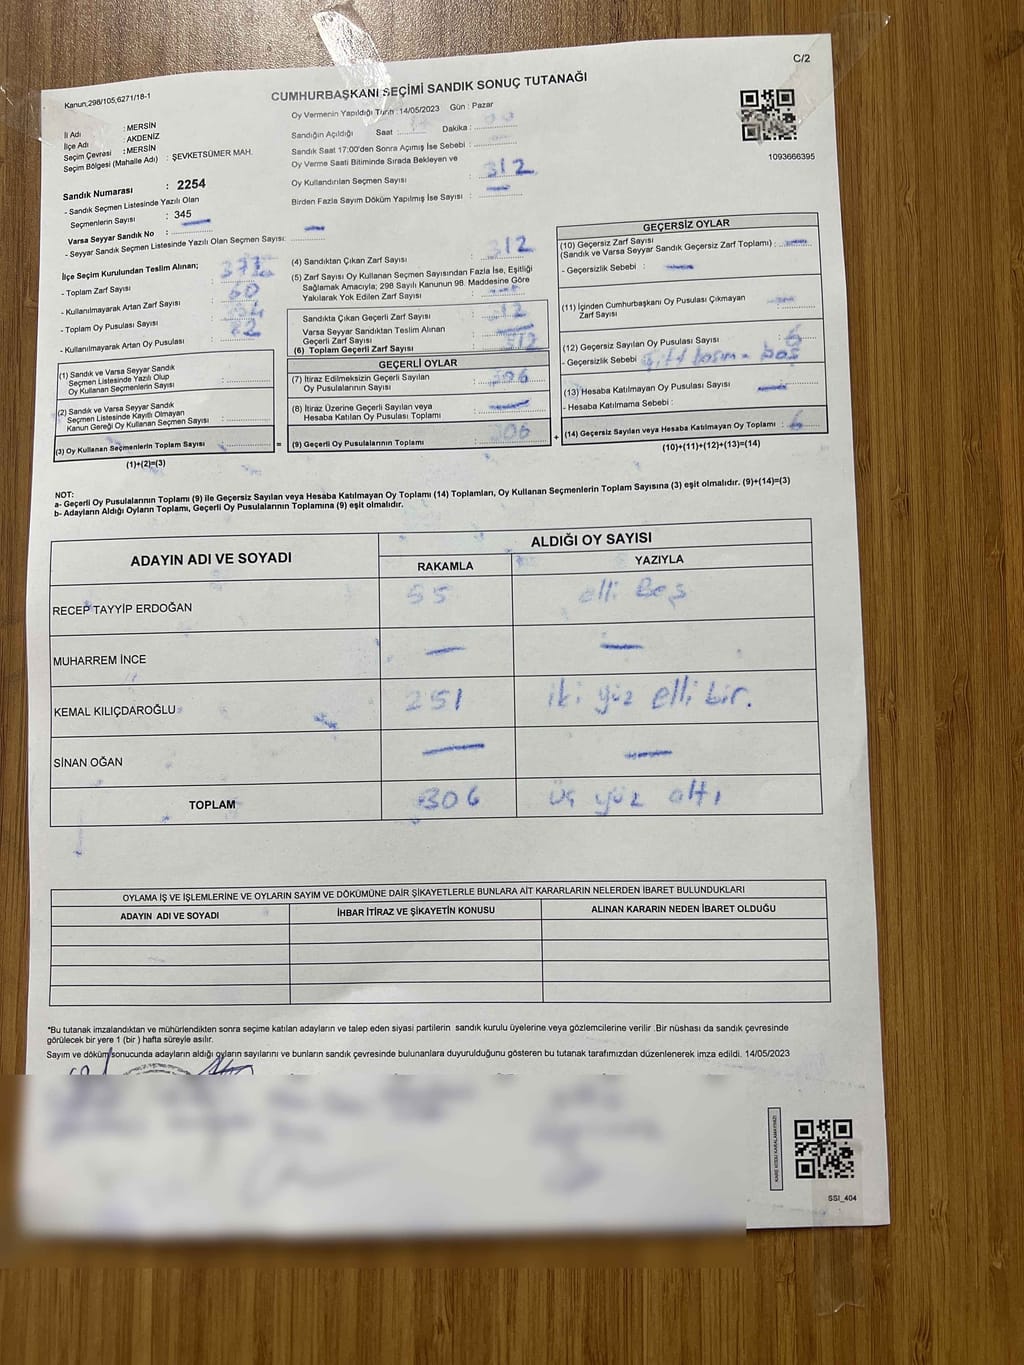 C/2
Kanun,298/105,6271/18-1
CUMHURBAŞKANI SEÇİMİ SANDIK SONUÇ TUTANAĞI
Oy Vermenin Yapıldığı Tarih :14/05/2023 Gün : Pazar
Sandığın Açıldığı Saat Dakika :
Sandık Saat 17:00'den Sonra Açımış İse Sebebi :
Oy Verme Saati Bitiminde Sırada Bekleyen ve
Oy Kullandırılan Seçmen Sayısı : 312
Birden Fazla Sayım Döküm Yapılmış İse Sayısı : —
1093666395
İl Adı : MERSİN
İlçe Adı : AKDENİZ
Seçim Çevresi : MERSİN
Seçim Bölgesi (Mahalle Adı) : ŞEVKETSÜMER MAH.
Sandık Numarası : 2254
- Sandık Seçmen Listesinde Yazılı Olan
Seçmenlerin Sayısı : 345
Varsa Seyyar Sandık No : —
- Seyyar Sandık Seçmen Listesinde Yazılı Olan Seçmen Sayısı: —
İlçe Seçim Kurulundan Teslim Alınan;
- Toplam Zarf Sayısı :
- Kullanılmayarak Artan Zarf Sayısı : 60
- Toplam Oy Pusulası Sayısı :
- Kullanılmayarak Artan Oy Pusulası :
(4) Sandıktan Çıkan Zarf Sayısı : 312
(5) Zarf Sayısı Oy Kullanan Seçmen Sayısından Fazla İse, Eşitliği
Sağlamak Amacıyla; 298 Sayılı Kanunun 98. Maddesine Göre
Yakılarak Yok Edilen Zarf Sayısı : —
Sandıkta Çıkan Geçerli Zarf Sayısı : 312
Varsa Seyyar Sandıktan Teslim Alınan
Geçerli Zarf Sayısı : —
(6) Toplam Geçerli Zarf Sayısı : 312
GEÇERLİ OYLAR
(7) İtiraz Edilmeksizin Geçerli Sayılan
Oy Pusulalarının Sayısı : 306
(8) İtiraz Üzerine Geçerli Sayılan veya
Hesaba Katılan Oy Pusulası Toplamı : —
(9) Geçerli Oy Pusulalarının Toplamı : 306
GEÇERSİZ OYLAR
(10) Geçersiz Zarf Sayısı
(Sandık ve Varsa Seyyar Sandık Geçersiz Zarf Toplamı) : —
- Geçersizlik Sebebi : —
(11) İçinden Cumhurbaşkanı Oy Pusulası Çıkmayan
Zarf Sayısı : —
(12) Geçersiz Sayılan Oy Pusulası Sayısı : 6
- Geçersizlik Sebebi : çift basım - boş
(13) Hesaba Katılmayan Oy Pusulası Sayısı : —
- Hesaba Katılmama Sebebi :
(14) Geçersiz Sayılan veya Hesaba Katılmayan Oy Toplamı : 6
(10)+(11)+(12)+(13)=(14)
(1) Sandık ve Varsa Seyyar Sandık
Seçmen Listesinde Yazılı Olup
Oy Kullanan Seçmenlerin Sayısı :
(2) Sandık ve Varsa Seyyar Sandık
Seçmen Listesinde Kayıtlı Olmayan
Kanun Gereği Oy Kullanan Seçmen Sayısı :
(3) Oy Kullanan Seçmenlerin Toplam Sayısı :
(1)+(2)=(3)
= +
NOT:
a- Geçerli Oy Pusulalarının Toplamı (9) ile Geçersiz Sayılan veya Hesaba Katılmayan Oy Toplamı (14) Toplamları, Oy Kullanan Seçmenlerin Toplam Sayısına (3) eşit olmalıdır. (9)+(14)=(3)
b- Adayların Aldığı Oyların Toplamı, Geçerli Oy Pusulalarının Toplamına (9) eşit olmalıdır.
ADAYIN ADI VE SOYADI ALDIĞI OY SAYISI
RAKAMLA YAZIYLA
RECEP TAYYİP ERDOĞAN 55 elli Beş
MUHARREM İNCE — —
KEMAL KILIÇDAROĞLU 251 iki yüz elli bir.
SİNAN OĞAN — —
TOPLAM 306 üç yüz altı
OYLAMA İŞ VE İŞLEMLERİNE VE OYLARIN SAYIM VE DÖKÜMÜNE DAİR ŞİKAYETLERLE BUNLARA AİT KARARLARIN NELERDEN İBARET BULUNDUKLARI
ADAYIN ADI VE SOYADI İHBAR İTİRAZ VE ŞİKAYETİN KONUSU ALINAN KARARIN NEDEN İBARET OLDUĞU
*Bu tutanak imzalandıktan ve mühürlendikten sonra seçime katılan adayların ve talep eden siyasi partilerin sandık kurulu üyelerine veya gözlemcilerine verilir .Bir nüshası da sandık çevresinde
görülecek bir yere 1 (bir ) hafta süreyle asılır.
Sayım ve döküm sonucunda adayların aldığı oyların sayılarını ve bunların sandık çevresinde bulunanlara duyurulduğunu gösteren bu tutanak tarafımızdan düzenlenerek imza edildi. 14/05/2023
KARE KODU KARALAMAYINIZ!
SSI_404